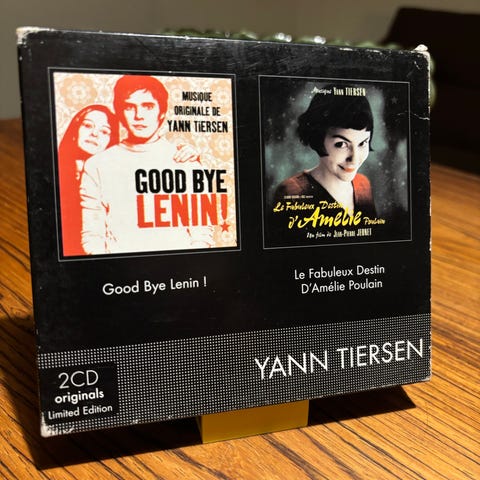 MUSIQUE
ORIGINALE DE
YANN TIERSEN
GOOD BYE
LENIN!
Musique YANN TIERSEN
Le Fabuleux Destin
d'Amélie Poulain
Un film de JEAN-PIERRE JEUNET
Good Bye Lenin !
Le Fabuleux Destin
D'Amélie Poulain
YANN TIERSEN
2CD
originals
Limited Edition